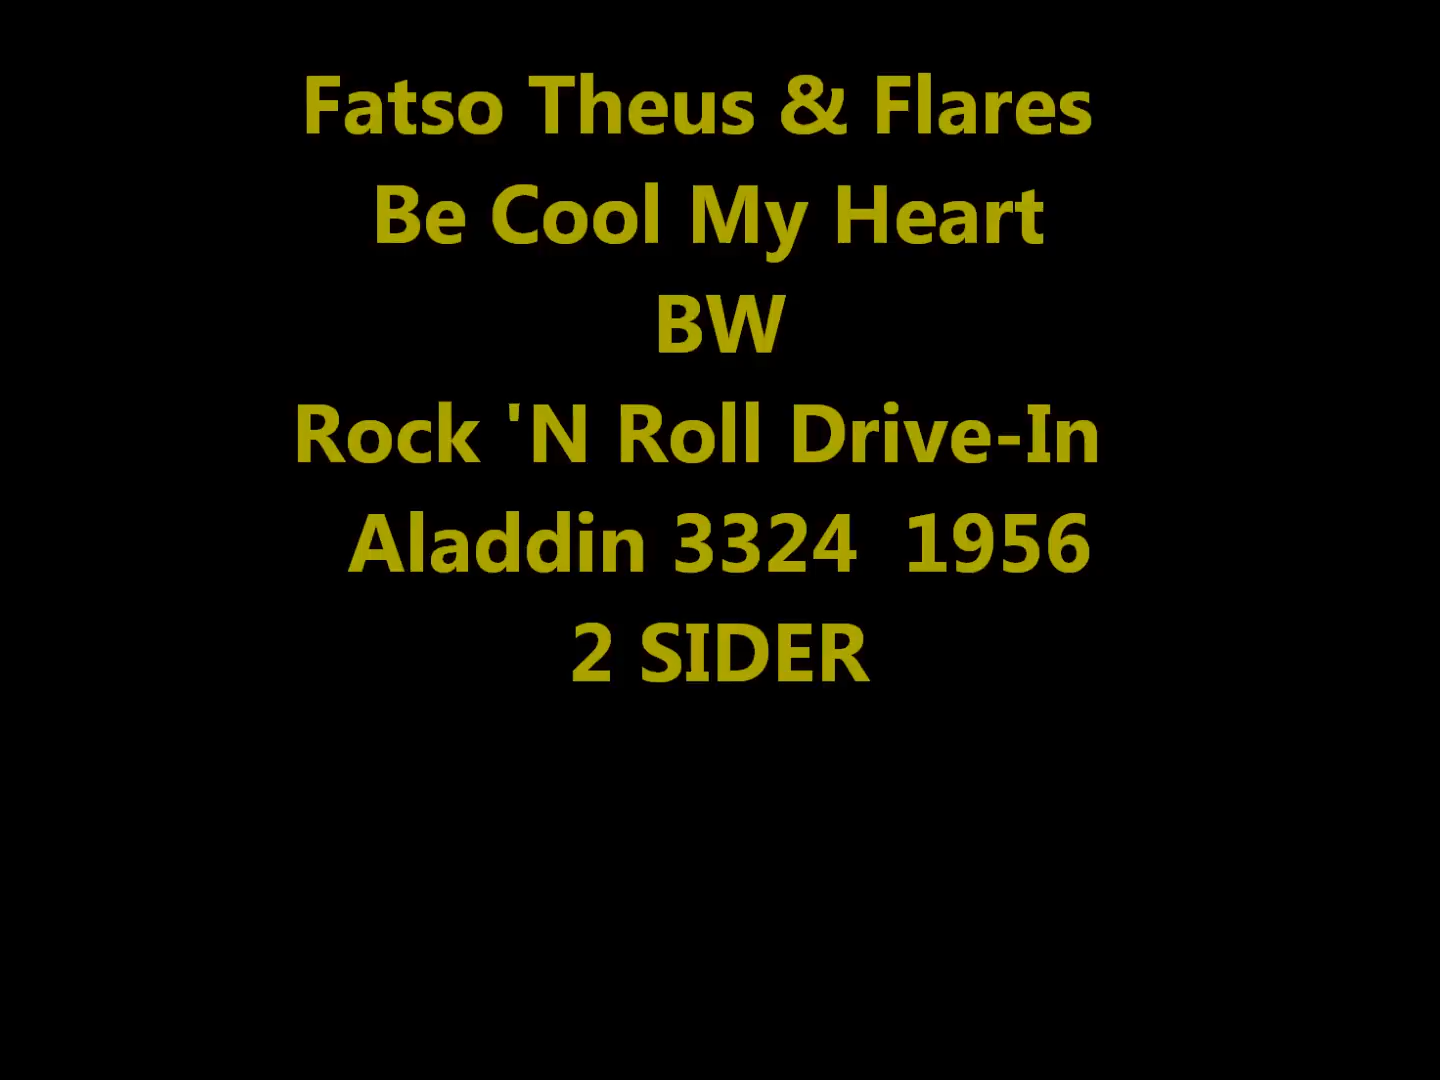 Fatso Theus & Flares
Be Cool My Heart
BW
Rock 'N Roll Drive-In
Aladdin 3324  1956
2 SIDER